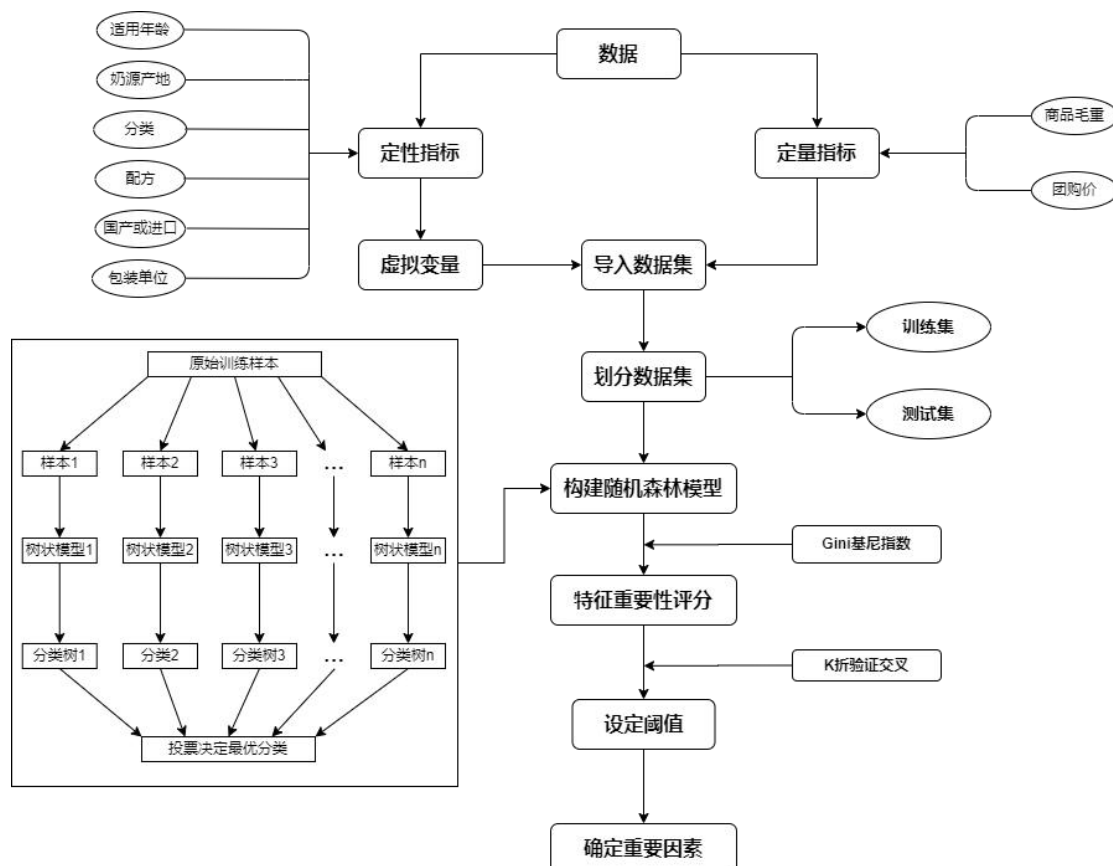 适用年龄
奶源产地
分类
配方
国产或进口
包装单位
数据
定性指标
定量指标
商品毛重
团购价
虚拟变量
导入数据集
划分数据集
训练集
测试集
原始训练样本
样本1
样本2
样本3
...
样本n
树状模型1
树状模型2
树状模型3
...
树状模型n
分类树1
分类2
分类树3
...
分类树n
投票决定最优分类
构建随机森林模型
Gini基尼指数
特征重要性评分
K折验证交叉
设定阈值
确定重要因素